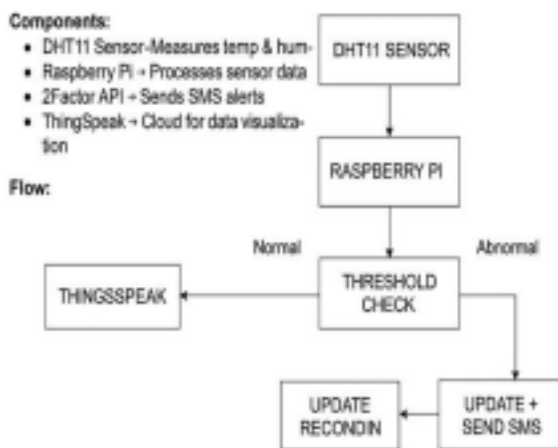 Components:
• DHT11 Sensor-Measures temp & hum-
• Raspberry Pi → Processes sensor data
• 2Factor API → Sends SMS alerts
• ThingSpeak → Cloud for data visualiza-
tion
Flow:
DHT11 SENSOR
RASPBERRY PI
Normal
Abnormal
THINGSSPEAK
THRESHOLD
CHECK
UPDATE
RECONDIN
UPDATE +
SEND SMS